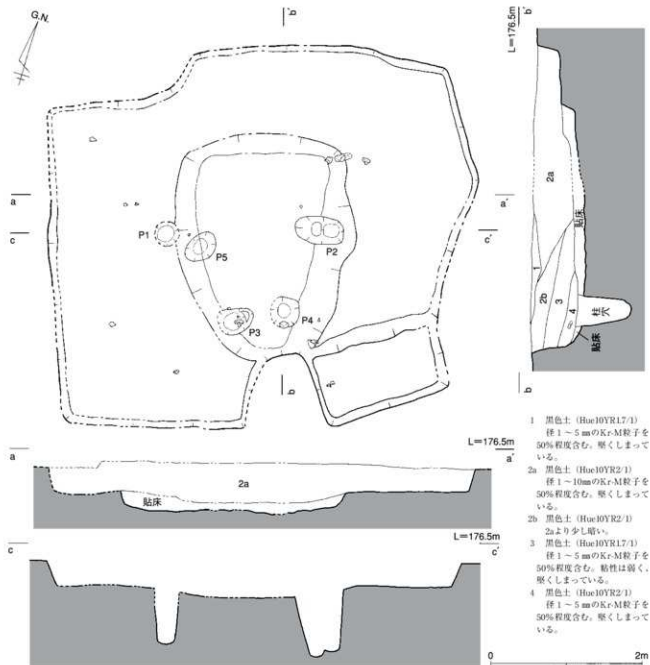 G.N.
b
b'
L=176.5m
b'
a
a'
c
c'
P1
P5
P2
P3
P4
b
2a
貼床
1
2b
3
4
柱穴
貼床
b
L=176.5m
a
a'
2a
貼床
L=176.5m
c
c'
1 黒色土(Hue10YR1.7/1)
径1~5㎜のKr-M粒子を
50%程度含む。堅くしまって
いる。
2a 黒色土(Hue10YR2/1)
径1~10㎜のKr-M粒子を
50%程度含む。堅くしまって
いる。
2b 黒色土(Hue10YR2/1)
2aより少し暗い。
3 黒色土(Hue10YR1.7/1)
径1~5㎜のKr-M粒子を
50%程度含む。粘性は弱く、
堅くしまっている。
4 黒色土(Hue10YR2/1)
径1~5㎜のKr-M粒子を
50%程度含む。堅くしまって
いる。
0 2m